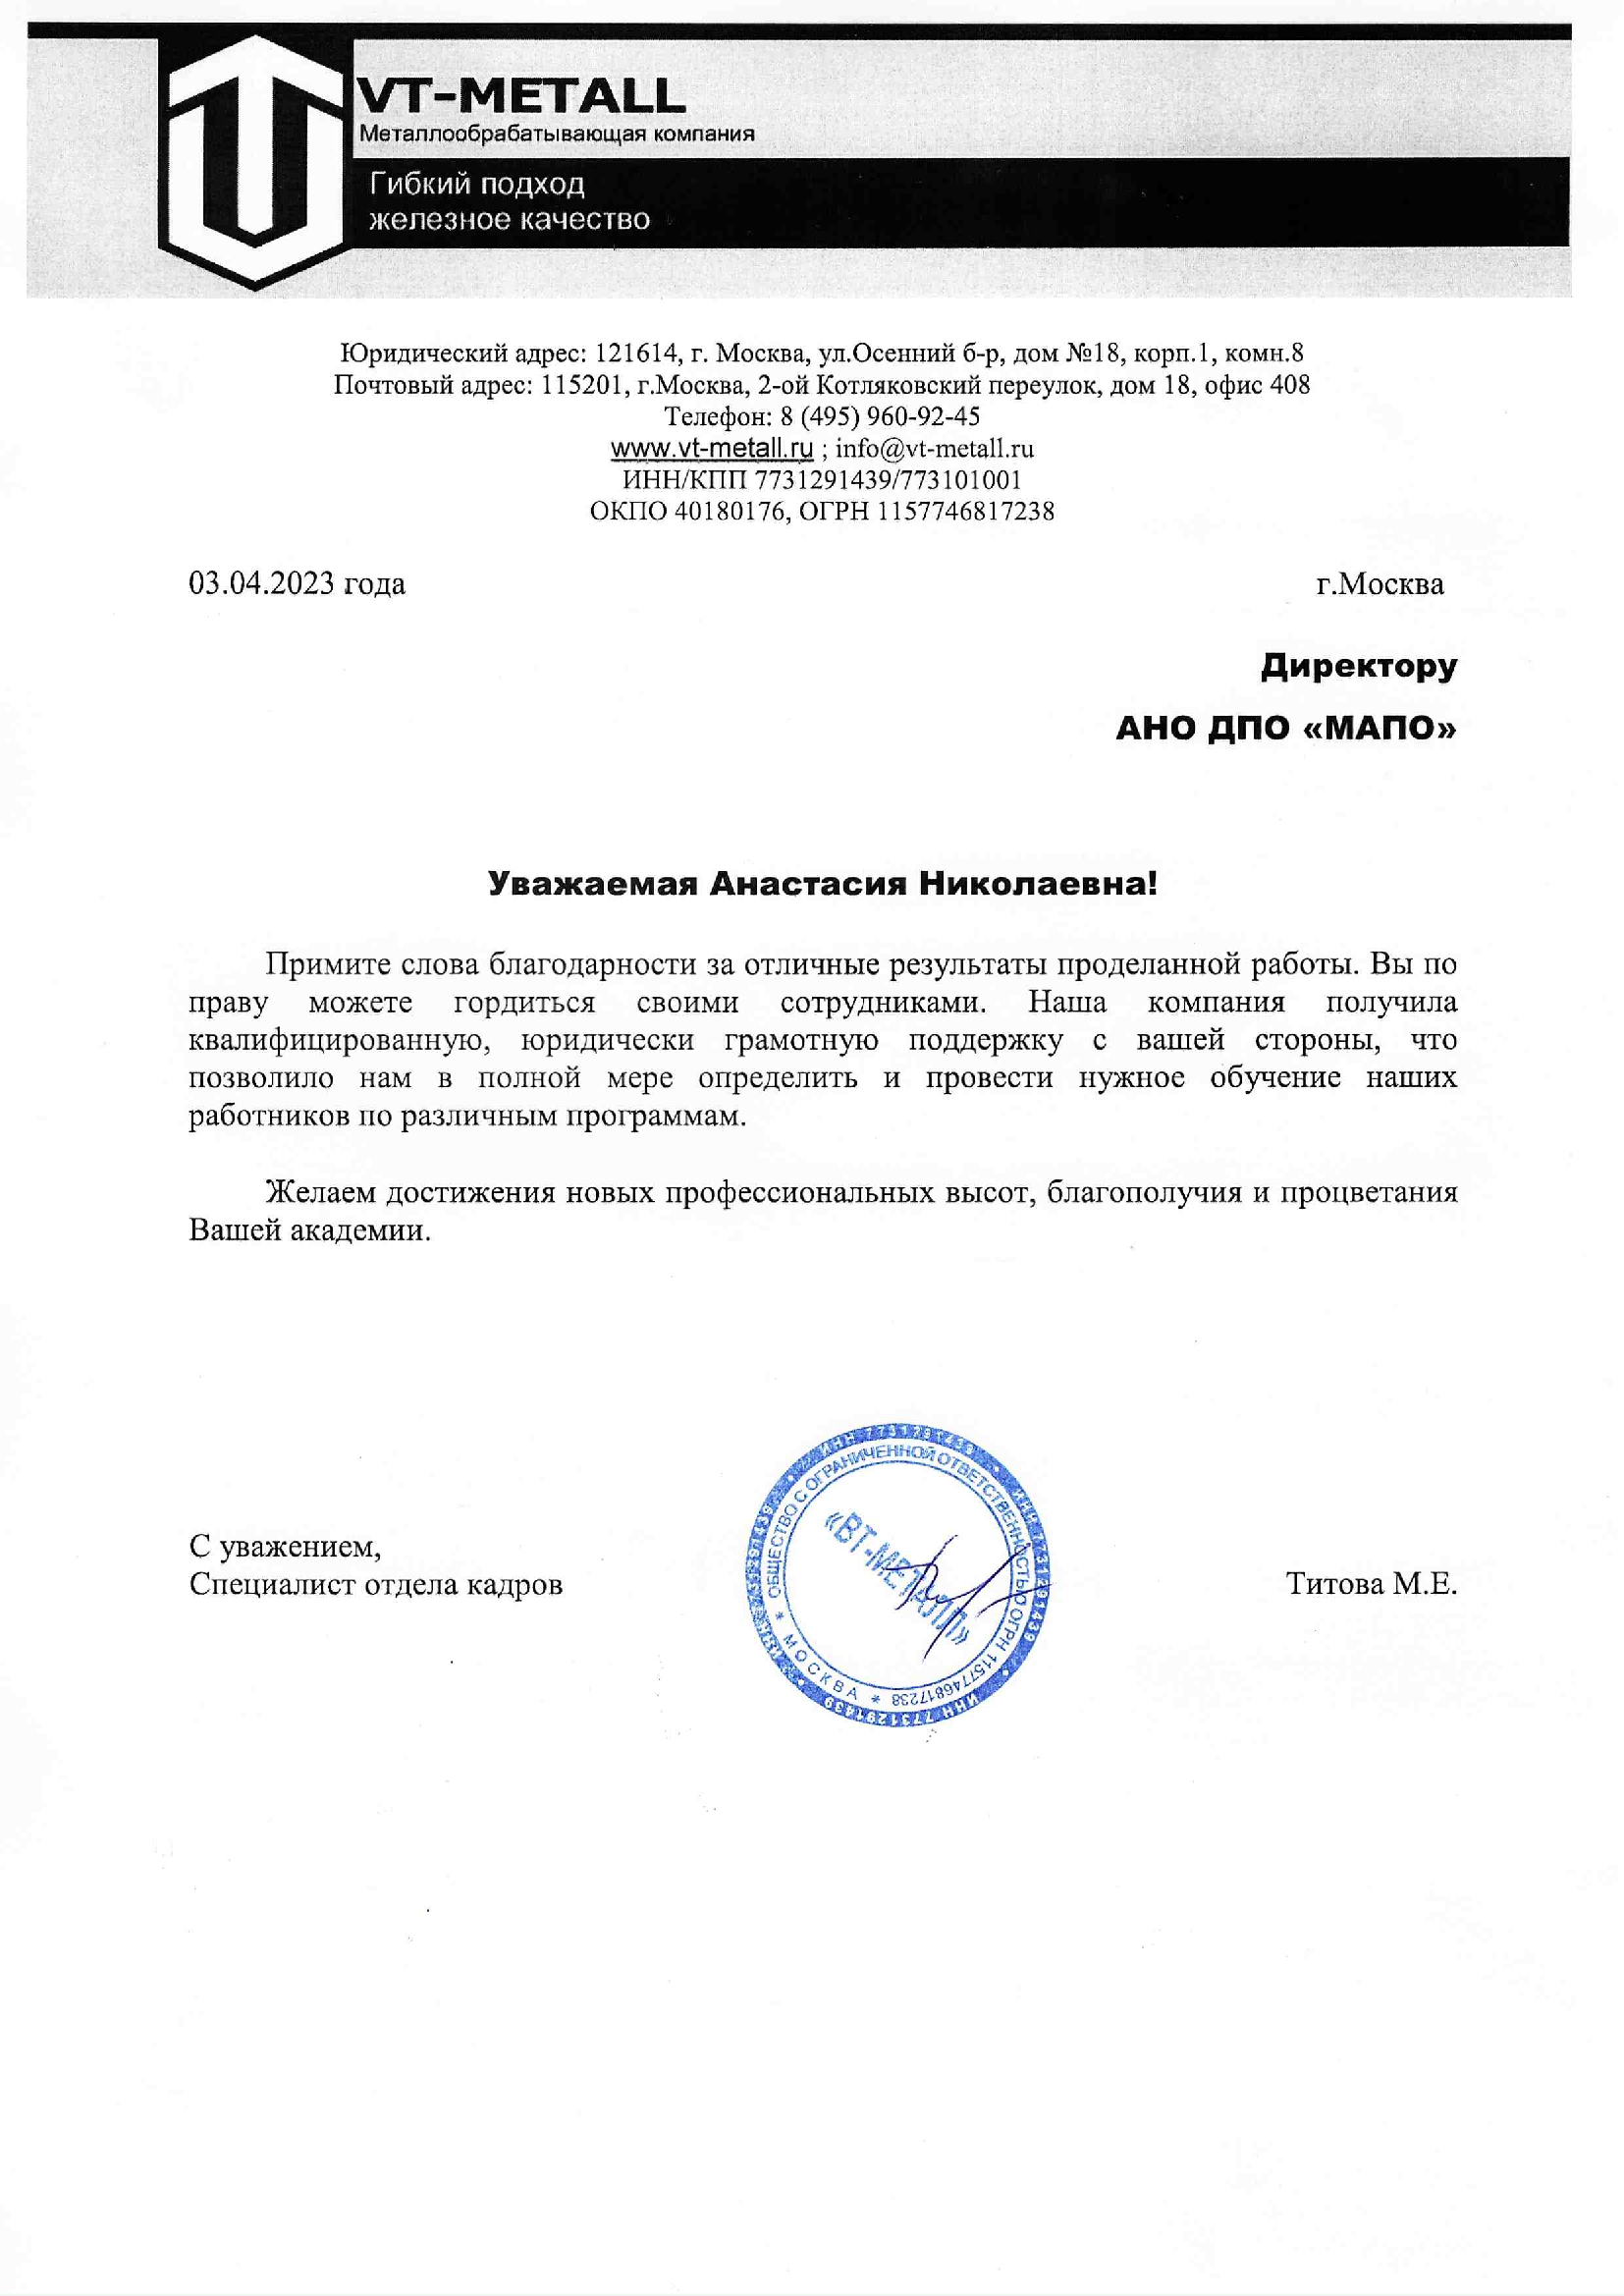 VT-METALL
Металлообрабатывающая компания
Гибкий подход
железное качество
Юридический адрес: 121614, г. Москва, ул.Осенний б-р, дом №18, корп.1, комн.8
Почтовый адрес: 115201, г.Москва, 2-ой Котляковский переулок, дом 18, офис 408
Телефон: 8 (495) 960-92-45
www.vt-metall.ru ; info@vt-metall.ru
ИНН/КПП 7731291439/773101001
ОКПО 40180176, ОГРН 1157746817238
03.04.2023 года г.Москва
Директору
АНО ДПО «МАПО»
Уважаемая Анастасия Николаевна!
Примите слова благодарности за отличные результаты проделанной работы. Вы по
праву можете гордиться своими сотрудниками. Наша компания получила
квалифицированную, юридически грамотную поддержку с вашей стороны, что
позволило нам в полной мере определить и провести нужное обучение наших
работников по различным программам.
Желаем достижения новых профессиональных высот, благополучия и процветания
Вашей академии.
С уважением,
Специалист отдела кадров Титова М.Е.
ИНН 7731291439 • ИНН 7731291439 • ИНН 7731291439 • ИНН 7731291439
ОБЩЕСТВО С ОГРАНИЧЕННОЙ ОТВЕТСТВЕННОСТЬЮ ОГРН 1157746817238 * МОСКВА *
«ВТ-МЕТАЛЛ»